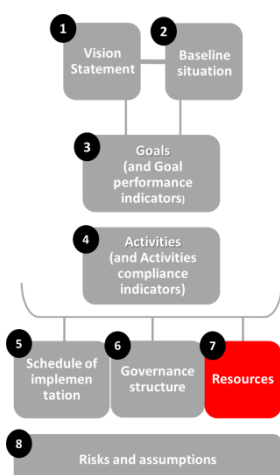 1
Vision
Statement
2
Baseline
situation
3
Goals
(and Goal
performance
indicators)
4
Activities
(and Activities
compliance
indicators)
5
Schedule of
implemen
tation
6
Governance
structure
7
Resources
8
Risks and assumptions